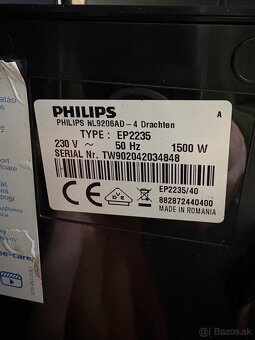 PHILIPS
PHILIPS NL9206AD-4 Drachten
TYPE : EP2235
230 V ~ 50 Hz 1500 W
SERIAL Nr. TW902042034848
CE
EP2235/40
882872440400
MADE IN ROMANIA
A
bazos.sk